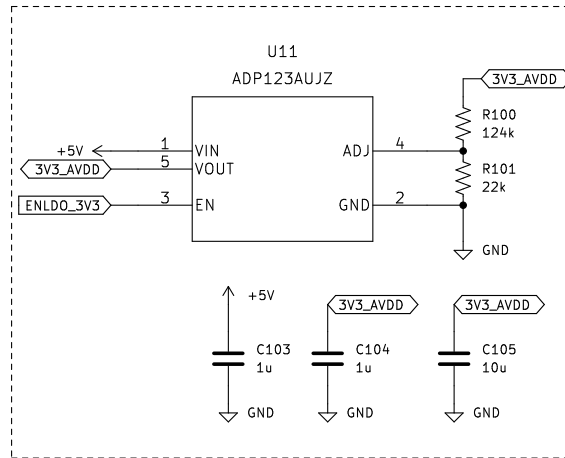 U11
ADP123AUJZ
3V3_AVDD
R100
124k
+5V 1 VIN ADJ 4
3V3_AVDD 5 VOUT
R101
22k
ENLDO_3V3 3 EN GND 2
GND
+5V 3V3_AVDD 3V3_AVDD
C103 C104 C105
1u 1u 10u
GND GND GND